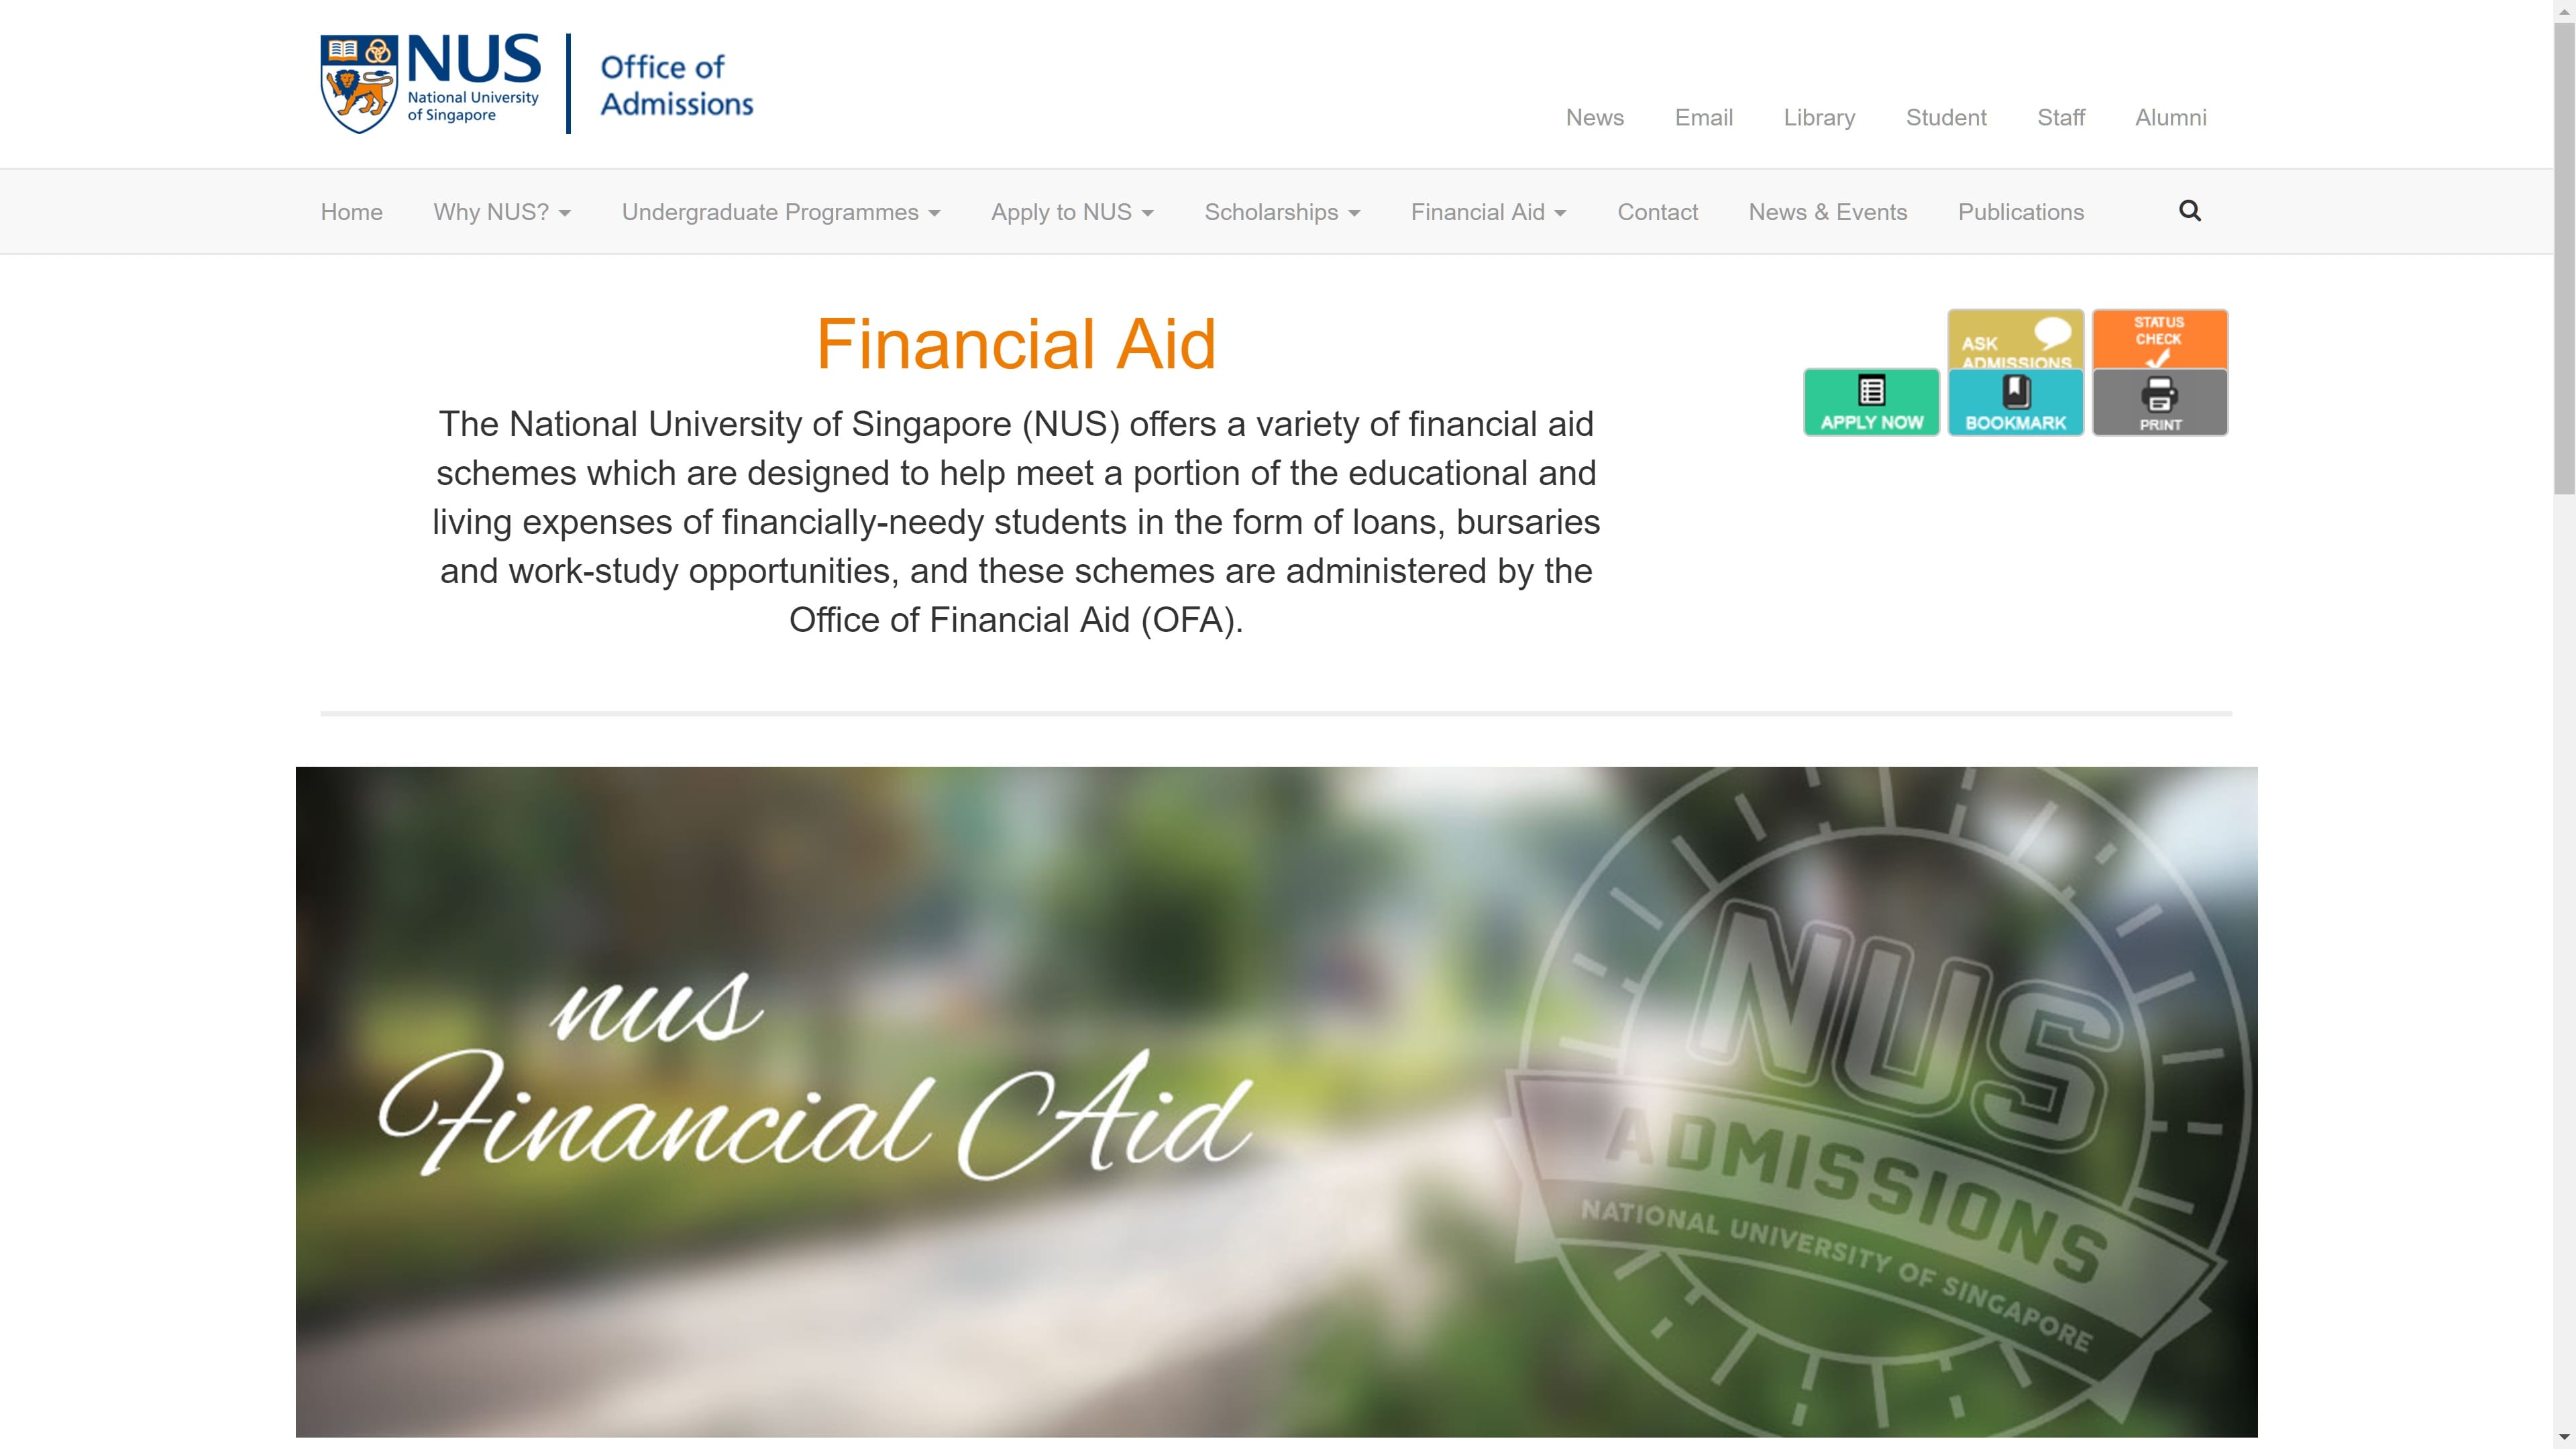 NUS
National University
of Singapore
Office of
Admissions
News Email Library Student Staff Alumni
Home Why NUS? Undergraduate Programmes Apply to NUS Scholarships Financial Aid Contact News & Events Publications
Financial Aid
The National University of Singapore (NUS) offers a variety of financial aid
schemes which are designed to help meet a portion of the educational and
living expenses of financially-needy students in the form of loans, bursaries
and work-study opportunities, and these schemes are administered by the
Office of Financial Aid (OFA).
ASK
ADMISSIONS
STATUS
CHECK
APPLY NOW
BOOKMARK
PRINT
nus
Financial Aid
NUS
ADMISSIONS
NATIONAL UNIVERSITY OF SINGAPORE